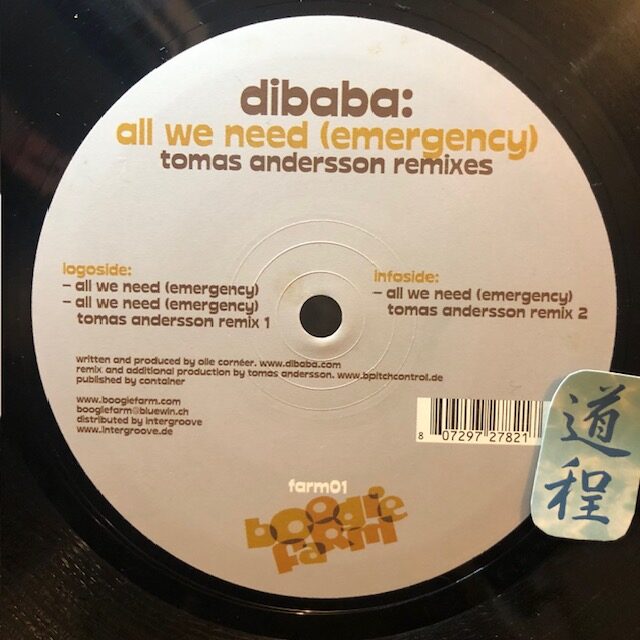 dibaba:
all we need (emergency)
tomas andersson remixes
logoside:
- all we need (emergency)
- all we need (emergency)
tomas andersson remix 1
infoside:
- all we need (emergency)
tomas andersson remix 2
written and produced by olle cornéer. www.dibaba.com
remix and additional production by tomas andersson. www.bpitchcontrol.de
published by container
www.boogiefarm.com
boogiefarm@bluewin.ch
distributed by intergroove
www.intergroove.de
8 07297 27821
道程
farm01
boogie
farm